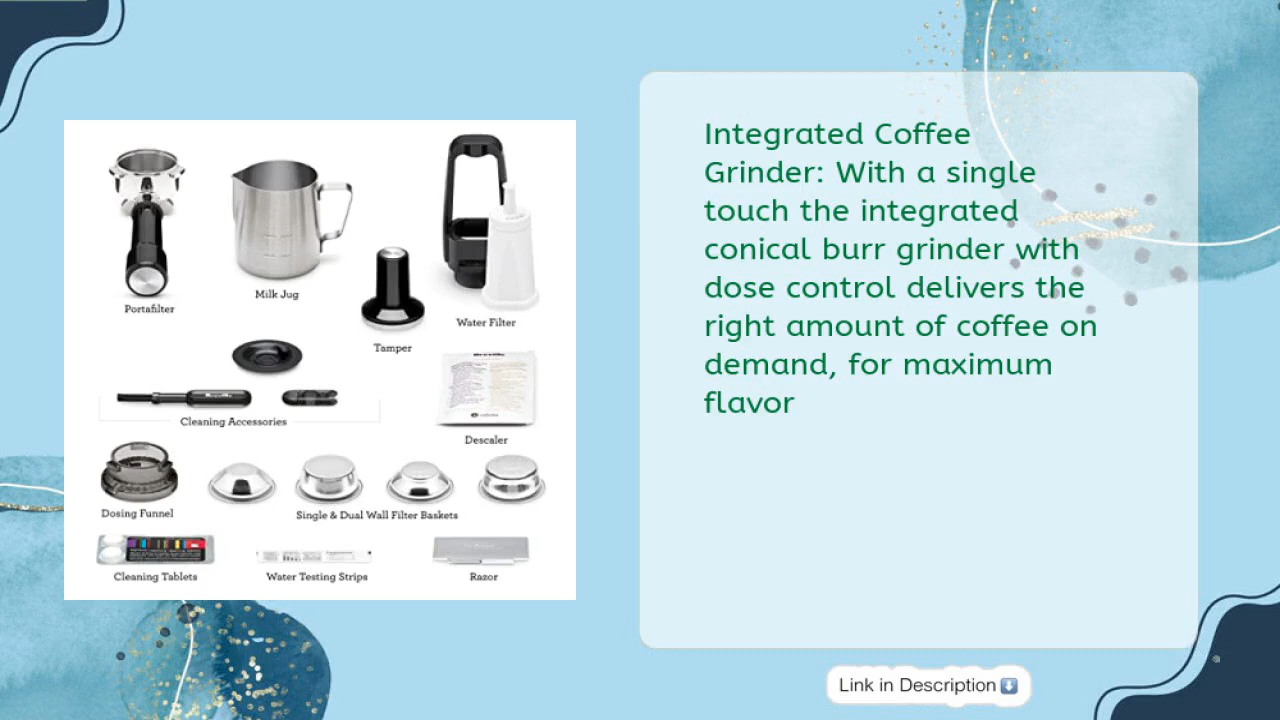 Portafilter
Milk Jug
Tamper
Water Filter
Cleaning Accessories
Descaler
Dosing Funnel
Single & Dual Wall Filter Baskets
Cleaning Tablets
Water Testing Strips
Razor
Integrated Coffee
Grinder: With a single
touch the integrated
conical burr grinder with
dose control delivers the
right amount of coffee on
demand, for maximum
flavor
Link in Description⬇️